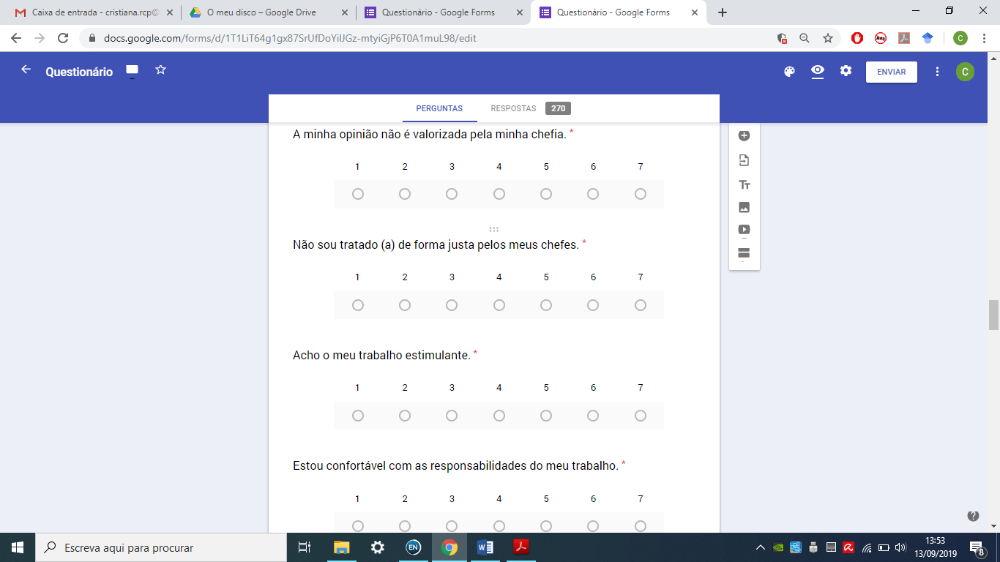 Caixa de entrada - cristiana.rcp@
O meu disco – Google Drive
Questionário - Google Forms
Questionário - Google Forms
docs.google.com/forms/d/1T1LiT64g1gx87SrUfDoYilJGz-mtyiGjP6T0A1muL98/edit
C
Questionário
ENVIAR
C
PERGUNTAS
RESPOSTAS 270
A minha opinião não é valorizada pela minha chefia. *
1 2 3 4 5 6 7
Não sou tratado (a) de forma justa pelos meus chefes. *
1 2 3 4 5 6 7
Acho o meu trabalho estimulante. *
1 2 3 4 5 6 7
Estou confortável com as responsabilidades do meu trabalho. *
1 2 3 4 5 6 7
Escreva aqui para procurar
EN
13:53
13/09/2019
8